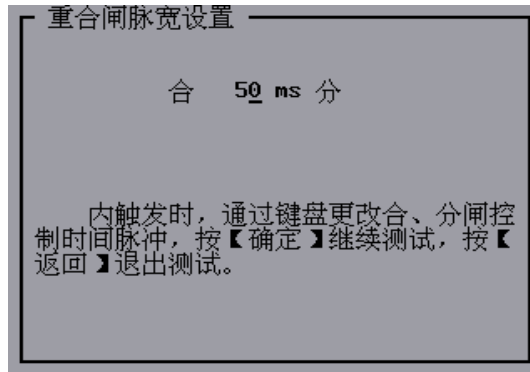 重合闸脉宽设置
合 50 ms 分
内触发时，通过键盘更改合、分闸控
制时间脉冲，按【确定】继续测试，按【
返回】退出测试。